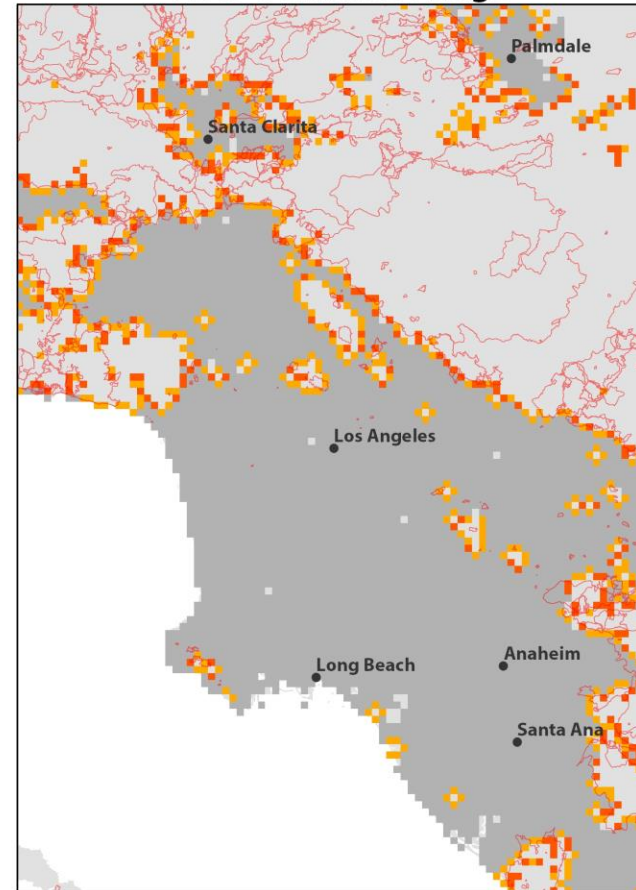 Palmdale
Santa Clarita
Los Angeles
Long Beach
Anaheim
Santa Ana